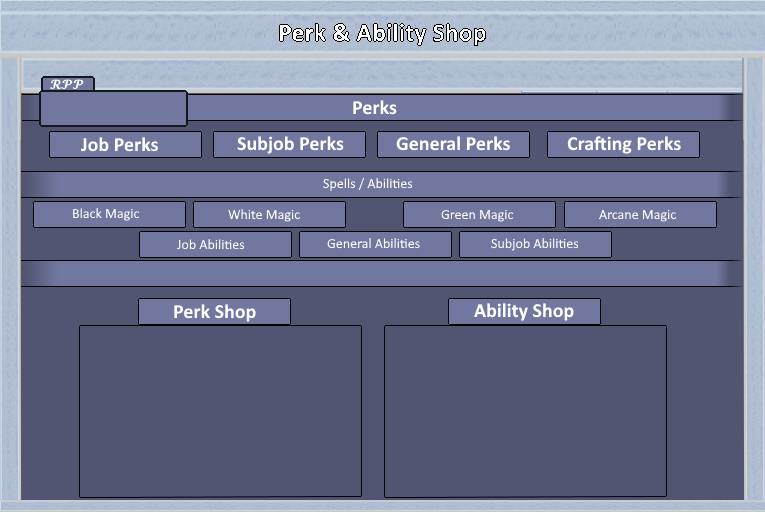 Perk & Ability Shop
RPP
Perks
Job Perks Subjob Perks General Perks Crafting Perks
Spells / Abilities
Black Magic White Magic Green Magic Arcane Magic
Job Abilities General Abilities Subjob Abilities
Perk Shop Ability Shop